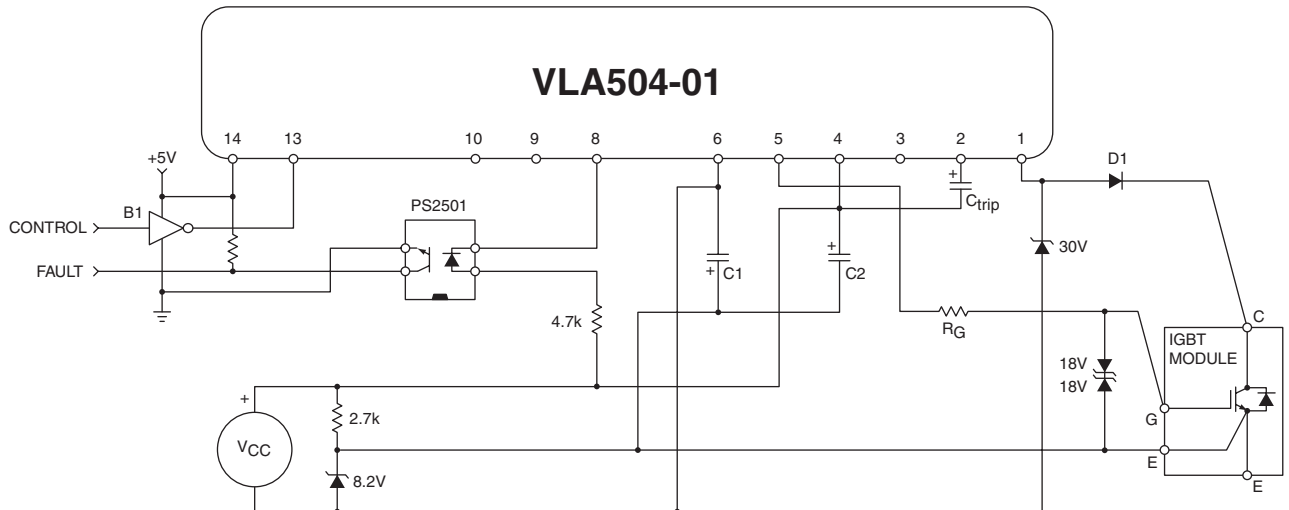 VLA504-01
14 13 10 9 8 6 5 4 3 2 1
+5V
D1
+
Ctrip
B1
PS2501
CONTROL
+
30V
FAULT
+ C1
C2
4.7k
RG
C
IGBT
MODULE
18V
18V
+
2.7k
G
VCC
E
8.2V
E